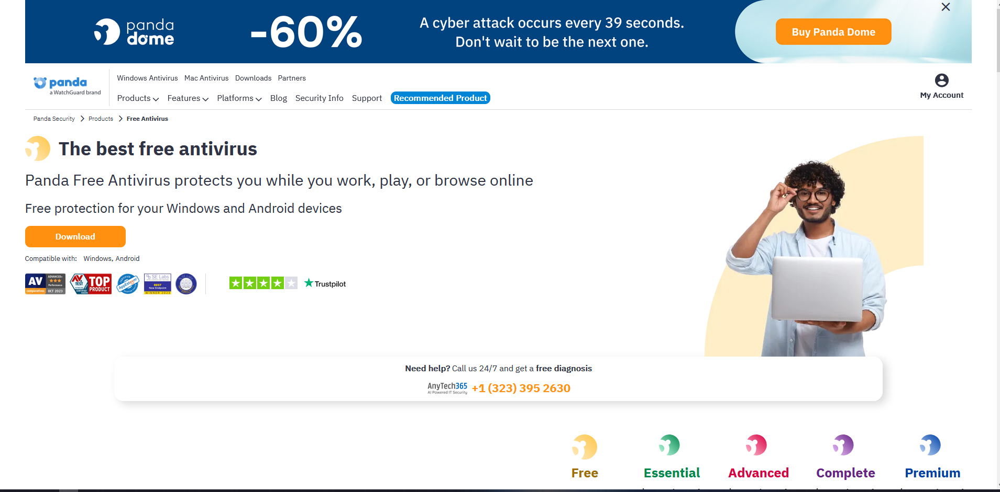 panda
dome
-60%
A cyber attack occurs every 39 seconds.
Don't wait to be the next one.
Buy Panda Dome
panda
a WatchGuard brand
Windows Antivirus Mac Antivirus Downloads Partners
Products Features Platforms Blog Security Info Support Recommended Product
My Account
Panda Security Products Free Antivirus
The best free antivirus
Panda Free Antivirus protects you while you work, play, or browse online
Free protection for your Windows and Android devices
Download
Compatible with: Windows, Android
AV
comparatives
ADVANCED+
Performance
OCT 2023
AV
TEST
CERTIFIED
TOP
PRODUCT
CERTIFIED
AppEsteem
SE Labs
BEST
New Endpoint
WINNER 2023
Trustpilot
Need help? Call us 24/7 and get a free diagnosis
AnyTech365
AI Powered IT Security
+1 (323) 395 2630
Free Essential Advanced Complete Premium